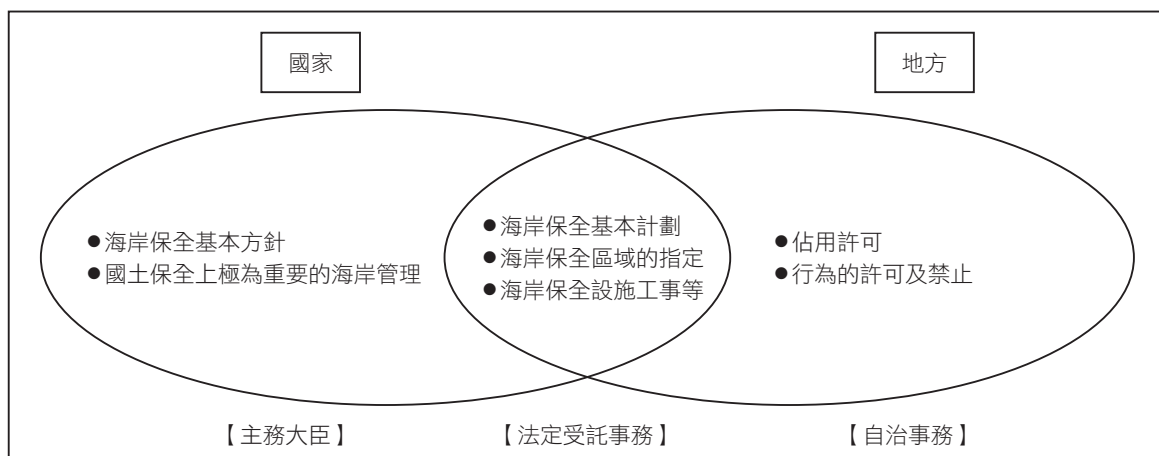 國家
地方
●海岸保全基本方針
●國土保全上極為重要的海岸管理
●海岸保全基本計劃
●海岸保全區域的指定
●海岸保全設施工事等
●佔用許可
●行為的許可及禁止
【主務大臣】
【法定受託事務】
【自治事務】